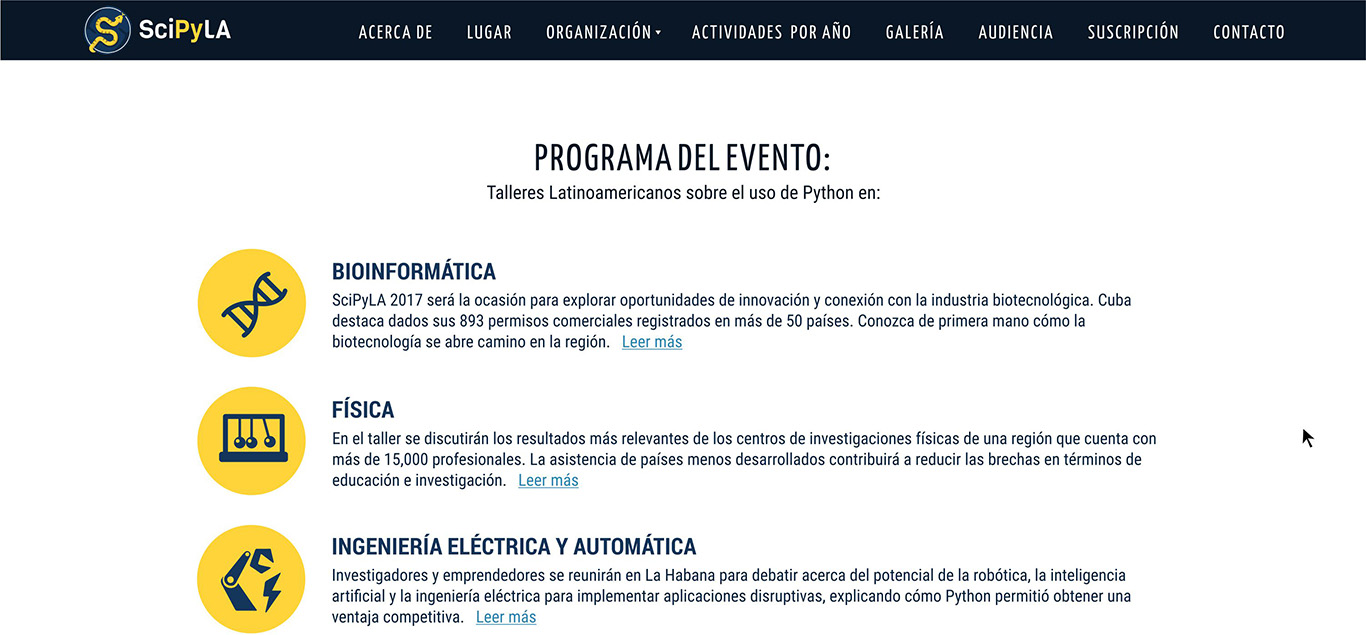 SciPyLA
ACERCA DE LUGAR ORGANIZACIÓN ACTIVIDADES POR AÑO GALERÍA AUDIENCIA SUSCRIPCIÓN CONTACTO
PROGRAMA DEL EVENTO:
Talleres Latinoamericanos sobre el uso de Python en:
BIOINFORMÁTICA
SciPyLA 2017 será la ocasión para explorar oportunidades de innovación y conexión con la industria biotecnológica. Cuba
destaca dados sus 893 permisos comerciales registrados en más de 50 países. Conozca de primera mano cómo la
biotecnología se abre camino en la región. Leer más
FÍSICA
En el taller se discutirán los resultados más relevantes de los centros de investigaciones físicas de una región que cuenta con
más de 15,000 profesionales. La asistencia de países menos desarrollados contribuirá a reducir las brechas en términos de
educación e investigación. Leer más
INGENIERÍA ELÉCTRICA Y AUTOMÁTICA
Investigadores y emprendedores se reunirán en La Habana para debatir acerca del potencial de la robótica, la inteligencia
artificial y la ingeniería eléctrica para implementar aplicaciones disruptivas, explicando cómo Python permitió obtener una
ventaja competitiva. Leer más